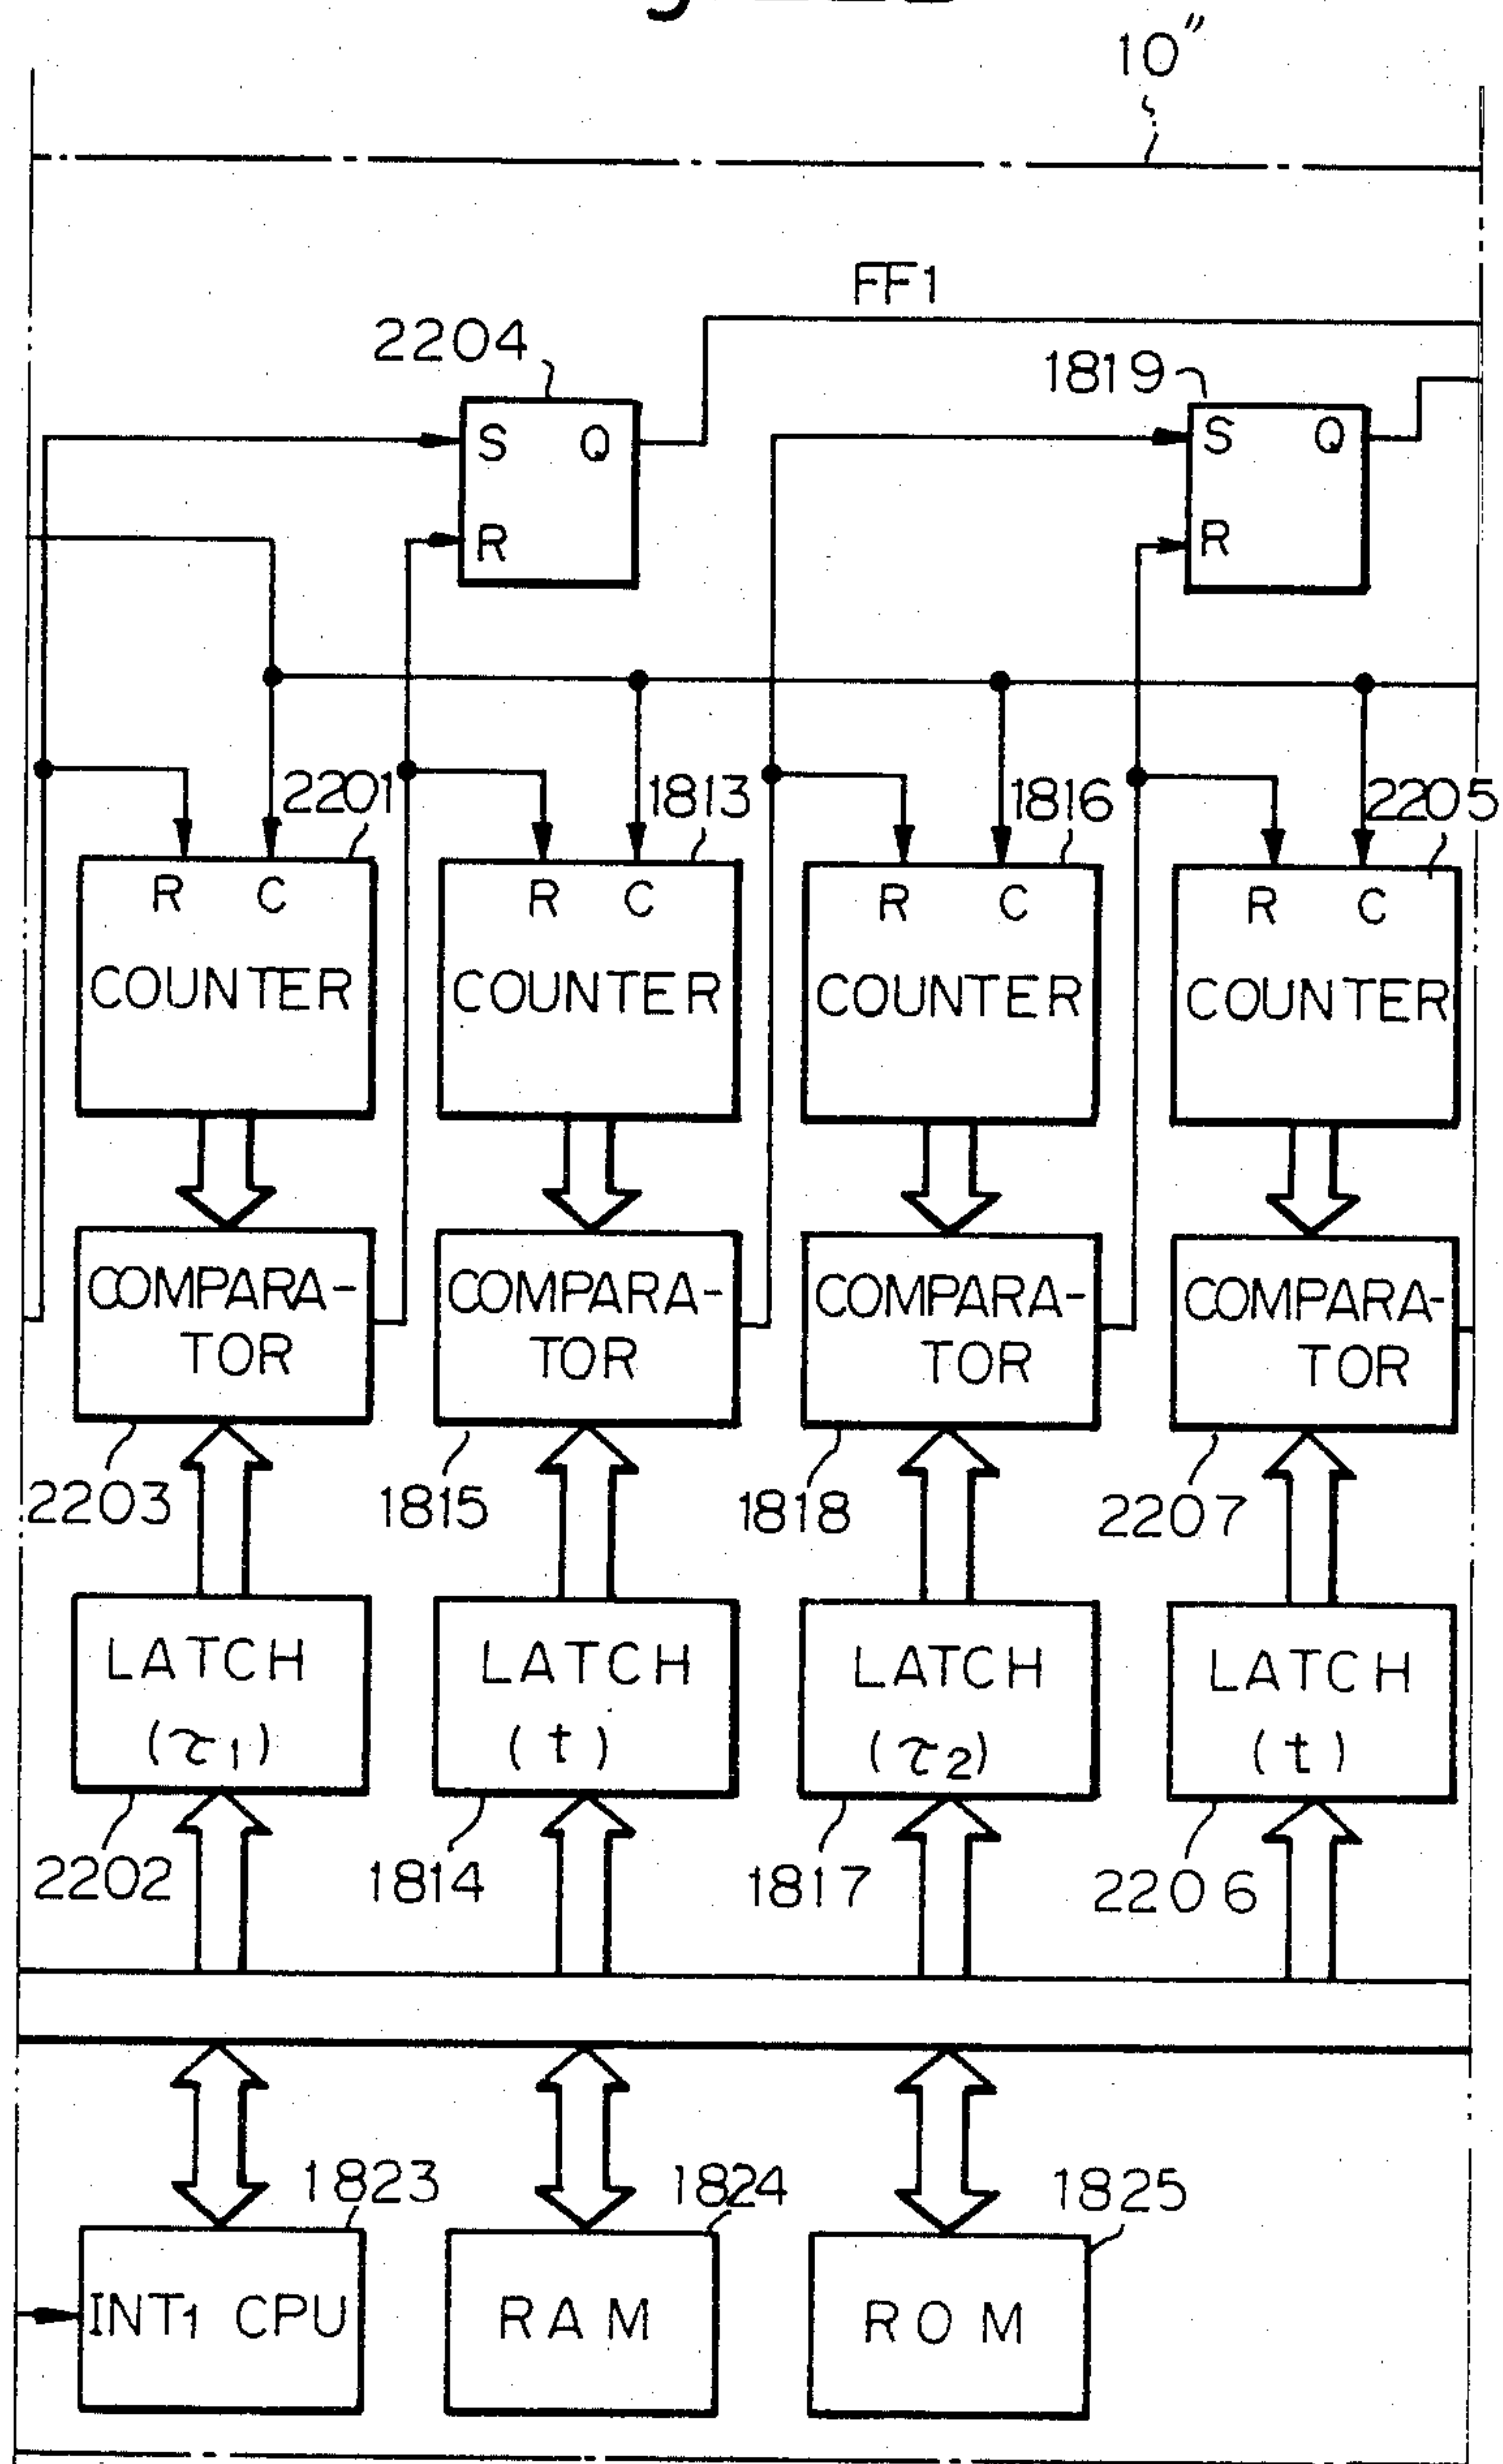 10"
FF1
2204
1819
S Q
S Q
R
R
2201
1813
1816
2205
R C
R C
R C
R C
COUNTER
COUNTER
COUNTER
COUNTER
COMPARA-
TOR
COMPARA-
TOR
COMPARA-
TOR
COMPARA-
TOR
2203
1815
1818
2207
LATCH
(τ1)
LATCH
(t)
LATCH
(τ2)
LATCH
(t)
2202
1814
1817
2206
1823
1824
1825
INT1 CPU
RAM
ROM